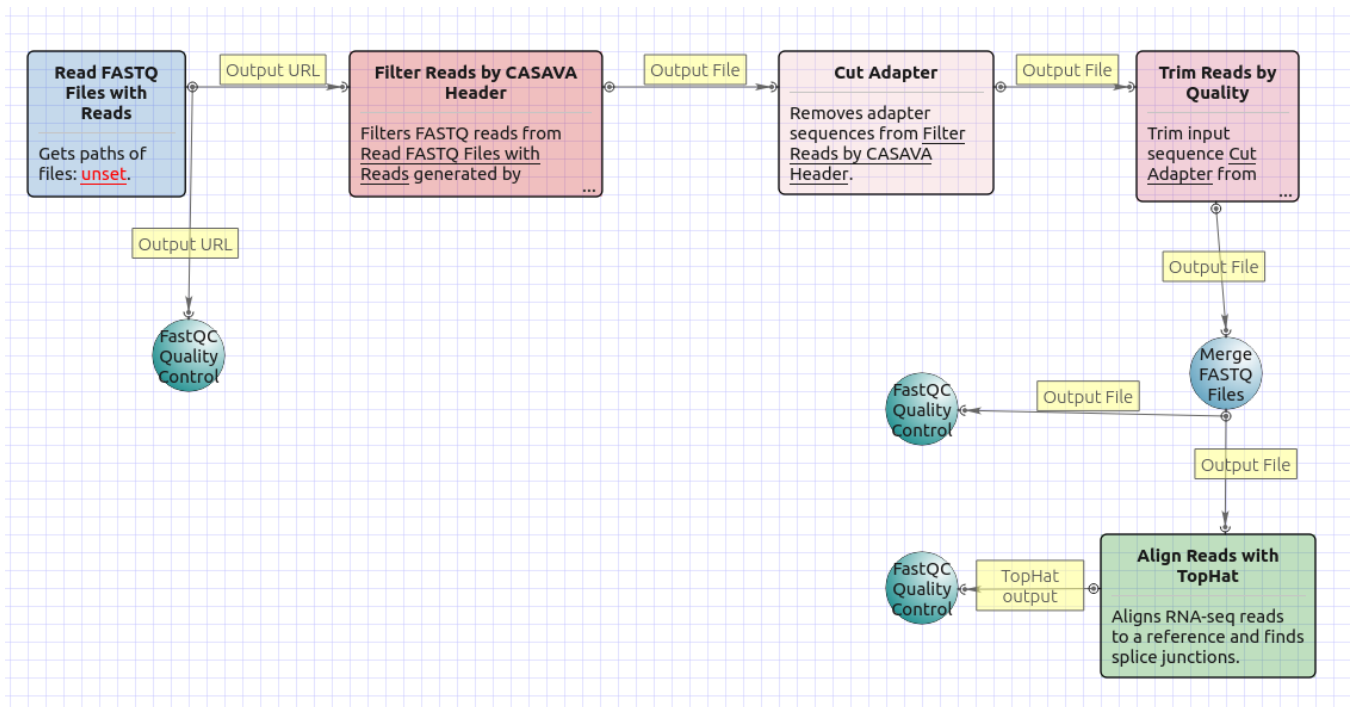 Read FASTQ
Files with
Reads
Gets paths of
files: unset.
Output URL
Filter Reads by CASAVA
Header
Filters FASTQ reads from
Read FASTQ Files with
Reads generated by
...
Output File
Cut Adapter
Removes adapter
sequences from Filter
Reads by CASAVA
Header.
Output File
Trim Reads by
Quality
Trim input
sequence Cut
Adapter from
...
Output URL
FastQC
Quality
Control
Output File
Merge
FASTQ
Files
Output File
FastQC
Quality
Control
Output File
Align Reads with
TopHat
Aligns RNA-seq reads
to a reference and finds
splice junctions.
TopHat
output
FastQC
Quality
Control